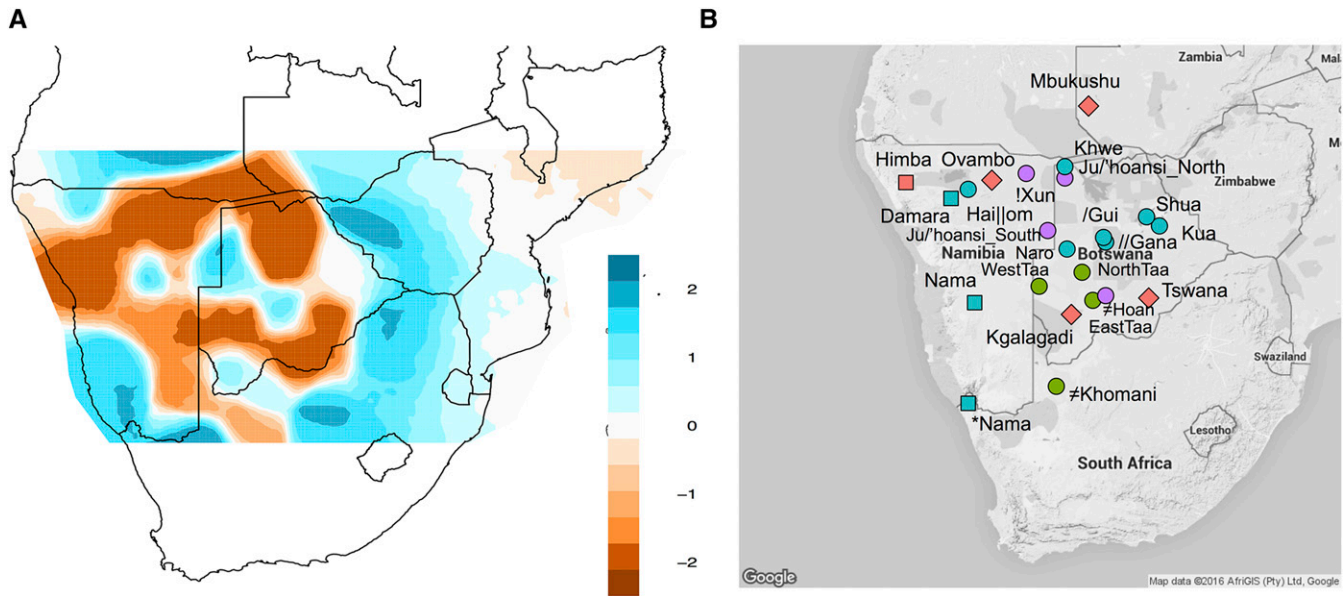 A
B
2
1
0
−1
−2
Zambia
Mal
Mbukushu
Khwe
Himba
Ovambo
Ju/'hoansi_North
!Xun
Zimbabwe
Shua
Damara
Hai||om
/Gui
Ju/'hoansi_South
Kua
Naro
//Gana
Namibia
Botswana
WestTaa
NorthTaa
Nama
Tswana
≠Hoan
Kgalagadi
EastTaa
Swaziland
≠Khomani
*Nama
Lesotho
South Africa
Google
Map data ©2016 AfriGIS (Pty) Ltd, Google